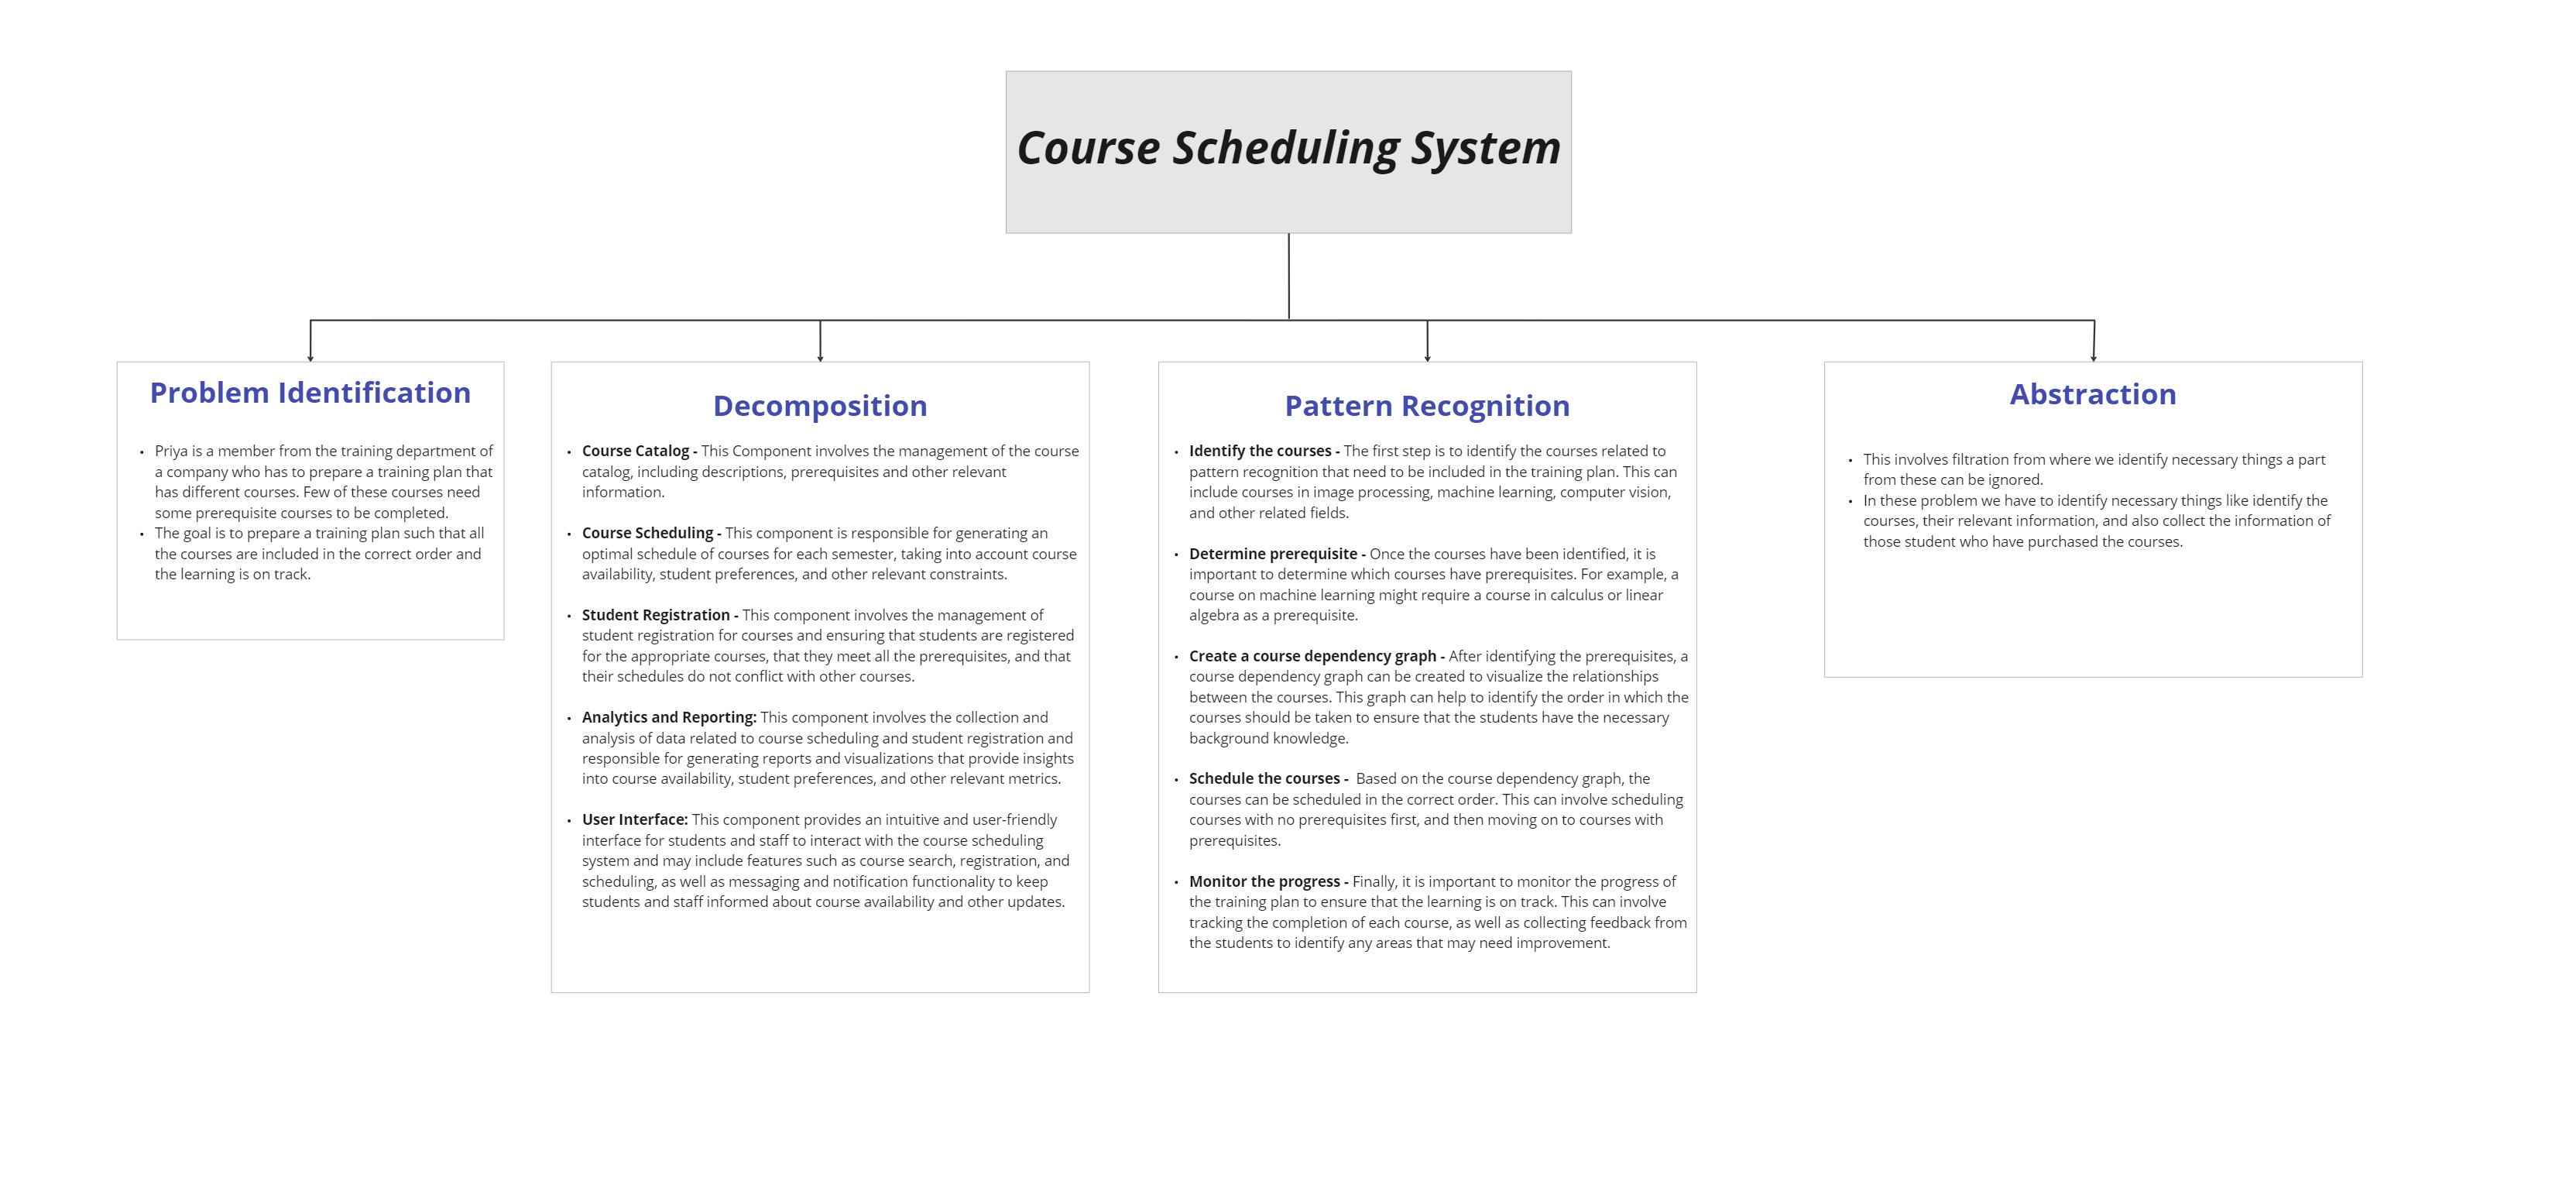 Course Scheduling System
Problem Identification
• Priya is a member from the training department of
a company who has to prepare a training plan that
has different courses. Few of these courses need
some prerequisite courses to be completed.
• The goal is to prepare a training plan such that all
the courses are included in the correct order and
the learning is on track.
Decomposition
• Course Catalog - This Component involves the management of the course
catalog, including descriptions, prerequisites and other relevant
information.
• Course Scheduling - This component is responsible for generating an
optimal schedule of courses for each semester, taking into account course
availability, student preferences, and other relevant constraints.
• Student Registration - This component involves the management of
student registration for courses and ensuring that students are registered
for the appropriate courses, that they meet all the prerequisites, and that
their schedules do not conflict with other courses.
• Analytics and Reporting: This component involves the collection and
analysis of data related to course scheduling and student registration and
responsible for generating reports and visualizations that provide insights
into course availability, student preferences, and other relevant metrics.
• User Interface: This component provides an intuitive and user-friendly
interface for students and staff to interact with the course scheduling
system and may include features such as course search, registration, and
scheduling, as well as messaging and notification functionality to keep
students and staff informed about course availability and other updates.
Pattern Recognition
• Identify the courses - The first step is to identify the courses related to
pattern recognition that need to be included in the training plan. This can
include courses in image processing, machine learning, computer vision,
and other related fields.
• Determine prerequisite - Once the courses have been identified, it is
important to determine which courses have prerequisites. For example, a
course on machine learning might require a course in calculus or linear
algebra as a prerequisite.
• Create a course dependency graph - After identifying the prerequisites, a
course dependency graph can be created to visualize the relationships
between the courses. This graph can help to identify the order in which the
courses should be taken to ensure that the students have the necessary
background knowledge.
• Schedule the courses - Based on the course dependency graph, the
courses can be scheduled in the correct order. This can involve scheduling
courses with no prerequisites first, and then moving on to courses with
prerequisites.
• Monitor the progress - Finally, it is important to monitor the progress of
the training plan to ensure that the learning is on track. This can involve
tracking the completion of each course, as well as collecting feedback from
the students to identify any areas that may need improvement.
Abstraction
• This involves filtration from where we identify necessary things a part
from these can be ignored.
• In these problem we have to identify necessary things like identify the
courses, their relevant information, and also collect the information of
those student who have purchased the courses.